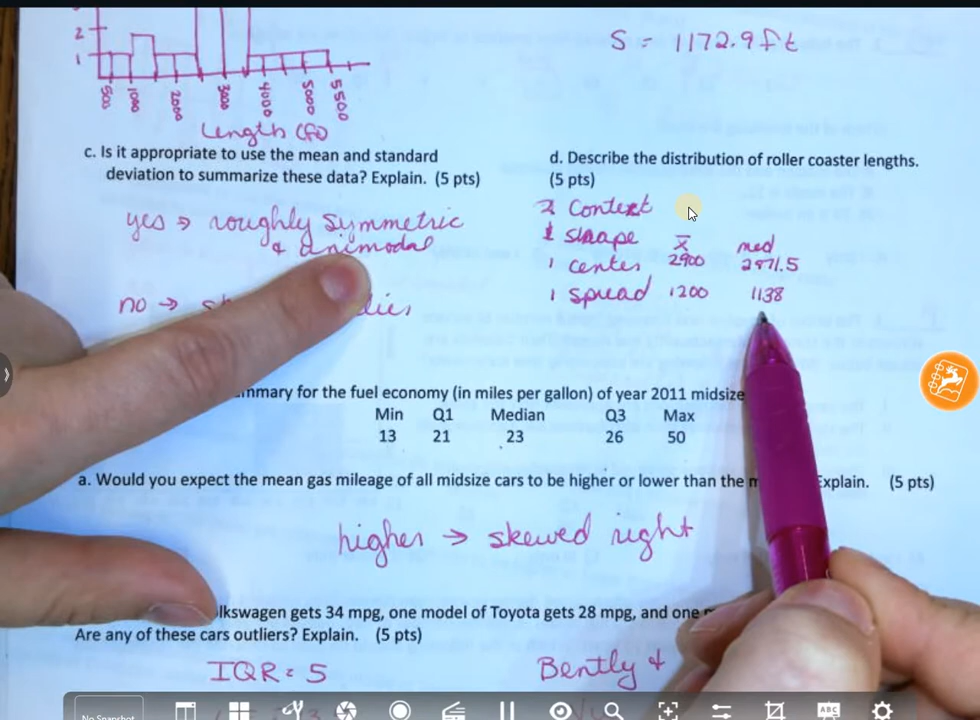 2
1
S = 1172.9ft
500
1000
2000
300
4000
5000
5500
Length (ft)
c. Is it appropriate to use the mean and standard
deviation to summarize these data? Explain. (5 pts)
yes → roughly symmetric
no →
d. Describe the distribution of roller coaster lengths.
(5 pts)
2 Context
1 shape x̄ med
1 center 2900 2871.5
1 spread 1200 1138
for the fuel economy (in miles per gallon) of year 2011 midsize
Min Q1 Median Q3 Max
13 21 23 26 50
a. Would you expect the mean gas mileage of all midsize cars to be higher or lower than the Explain. (5 pts)
higher → skewed right
gets 34 mpg, one model of Toyota gets 28 mpg, and one
Are any of these cars outliers? Explain. (5 pts)
IQR = 5
Bently +
No Snapshot
ABC